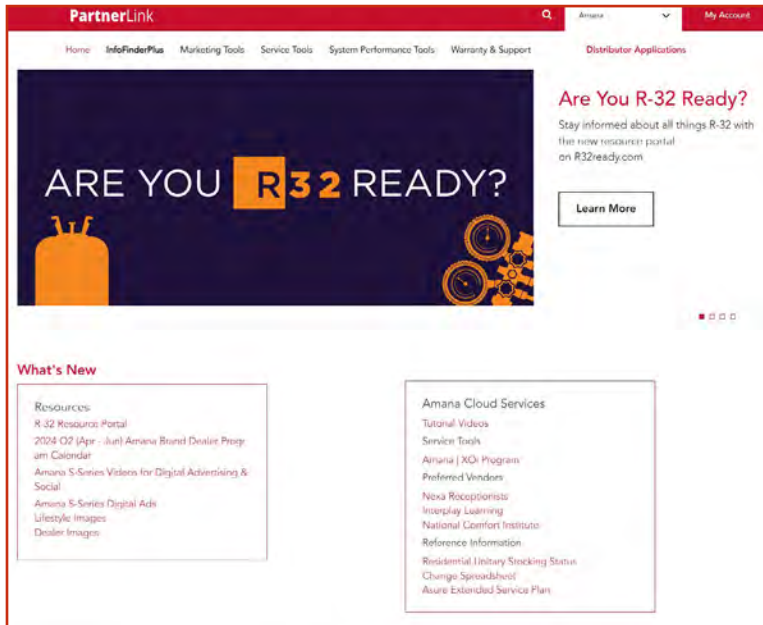 PartnerLink
Amana
My Account
Home
InfoFinderPlus
Marketing Tools
Service Tools
System Performance Tools
Warranty & Support
Distributor Applications
ARE YOU R32 READY?
Are You R-32 Ready?
Stay informed about all things R-32 with
the new resource portal
on R32ready.com
Learn More
What's New
Resources
R-32 Resource Portal
2024 Q2 (Apr - Jun) Amana Brand Dealer Progr
am Calendar
Amana S-Series Videos for Digital Advertising &
Social
Amana S-Series Digital Ads
Lifestyle Images
Dealer Images
Amana Cloud Services
Tutorial Videos
Service Tools
Amana | XOi Program
Preferred Vendors
Nexa Receptionists
Interplay Learning
National Comfort Institute
Reference Information
Residential Unitary Stocking Status
Change Spreadsheet
Asure Extended Service Plan